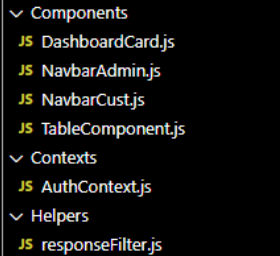 Components
JS DashboardCard.js
JS NavbarAdmin.js
JS NavbarCust.js
JS TableComponent.js
Contexts
JS AuthContext.js
Helpers
JS responseFilter.js